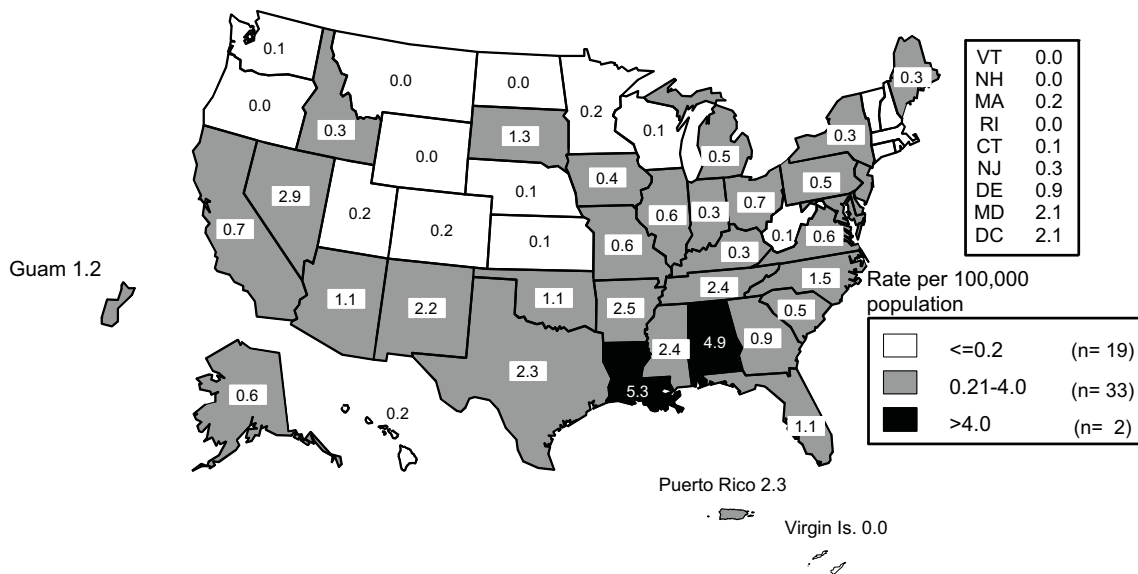 0.1
0.0
0.0
0.2
0.3
VT 0.0
NH 0.0
MA 0.2
RI 0.0
CT 0.1
NJ 0.3
DE 0.9
MD 2.1
DC 2.1
0.0
0.3
1.3
0.1
0.3
0.0
0.5
2.9
0.1
0.4
0.5
0.7
0.2
0.2
0.6
0.3
0.7
0.1
0.6
0.1
0.6
0.3
Guam 1.2
1.1
2.2
1.1
2.5
2.4
1.5
0.5
Rate per 100,000
population
<=0.2 (n= 19)
0.21-4.0 (n= 33)
>4.0 (n= 2)
2.3
2.4
4.9
0.9
5.3
0.6
0.2
1.1
Puerto Rico 2.3
Virgin Is. 0.0